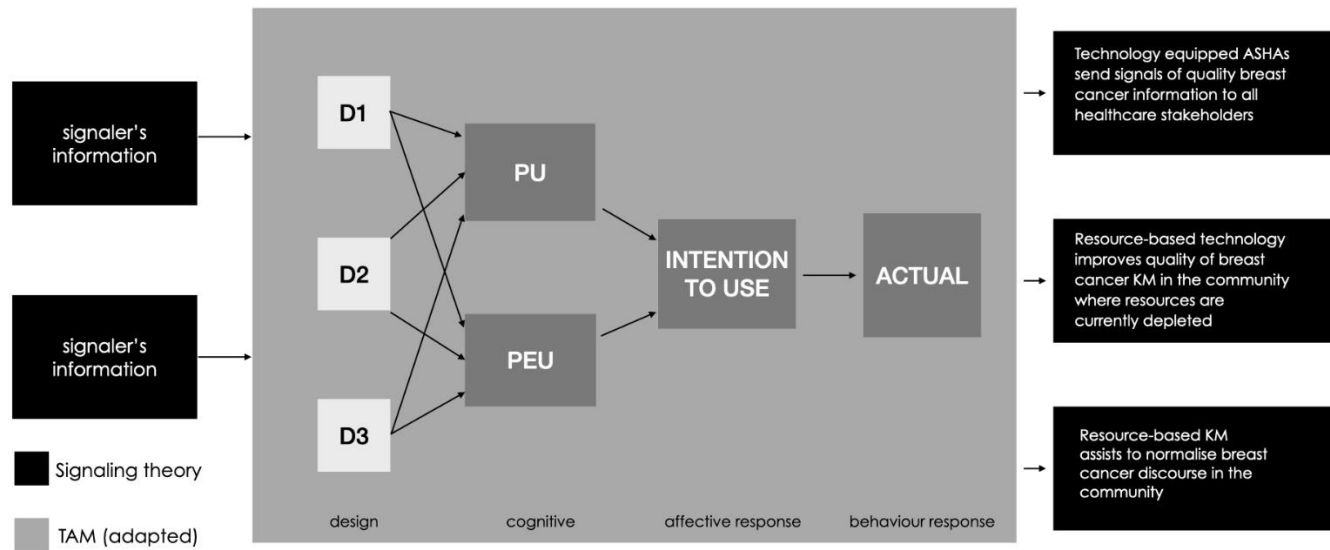 signaler's
information
signaler's
information
Signaling theory
TAM (adapted)
D1
D2
D3
PU
PEU
INTENTION
TO USE
ACTUAL
design
cognitive
affective response
behaviour response
Technology equipped ASHAs
send signals of quality breast
cancer information to all
healthcare stakeholders
Resource-based technology
improves quality of breast
cancer KM in the community
where resources are
currently depleted
Resource-based KM
assists to normalise breast
cancer discourse in the
community